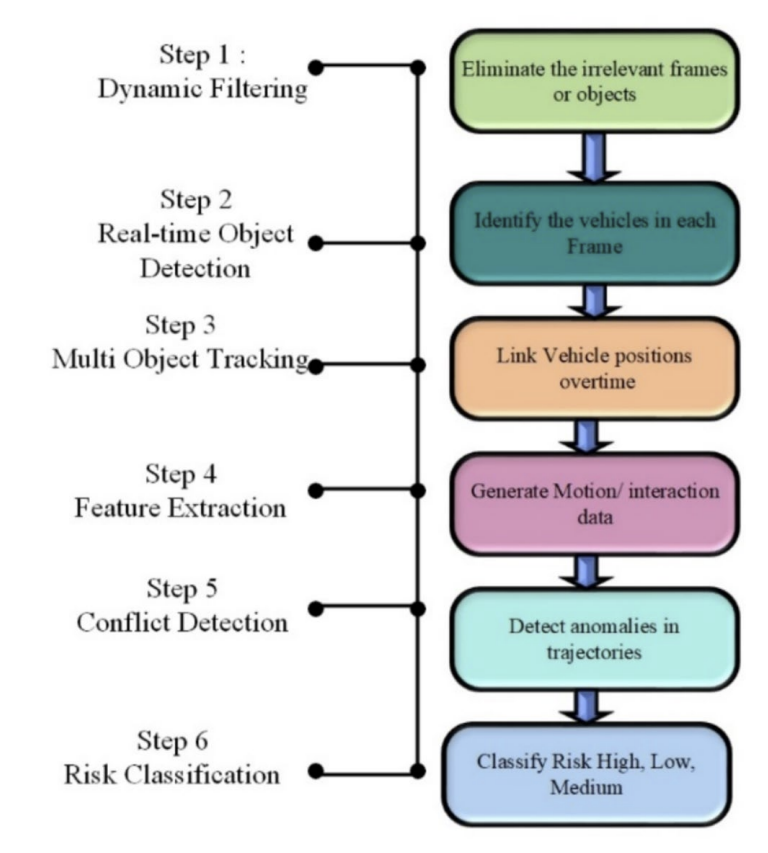 Step 1 :
Dynamic Filtering
Eliminate the irrelevant frames
or objects
Step 2
Real-time Object
Detection
Identify the vehicles in each
Frame
Step 3
Multi Object Tracking
Link Vehicle positions
overtime
Step 4
Feature Extraction
Generate Motion/ interaction
data
Step 5
Conflict Detection
Detect anomalies in
trajectories
Step 6
Risk Classification
Classify Risk High, Low,
Medium